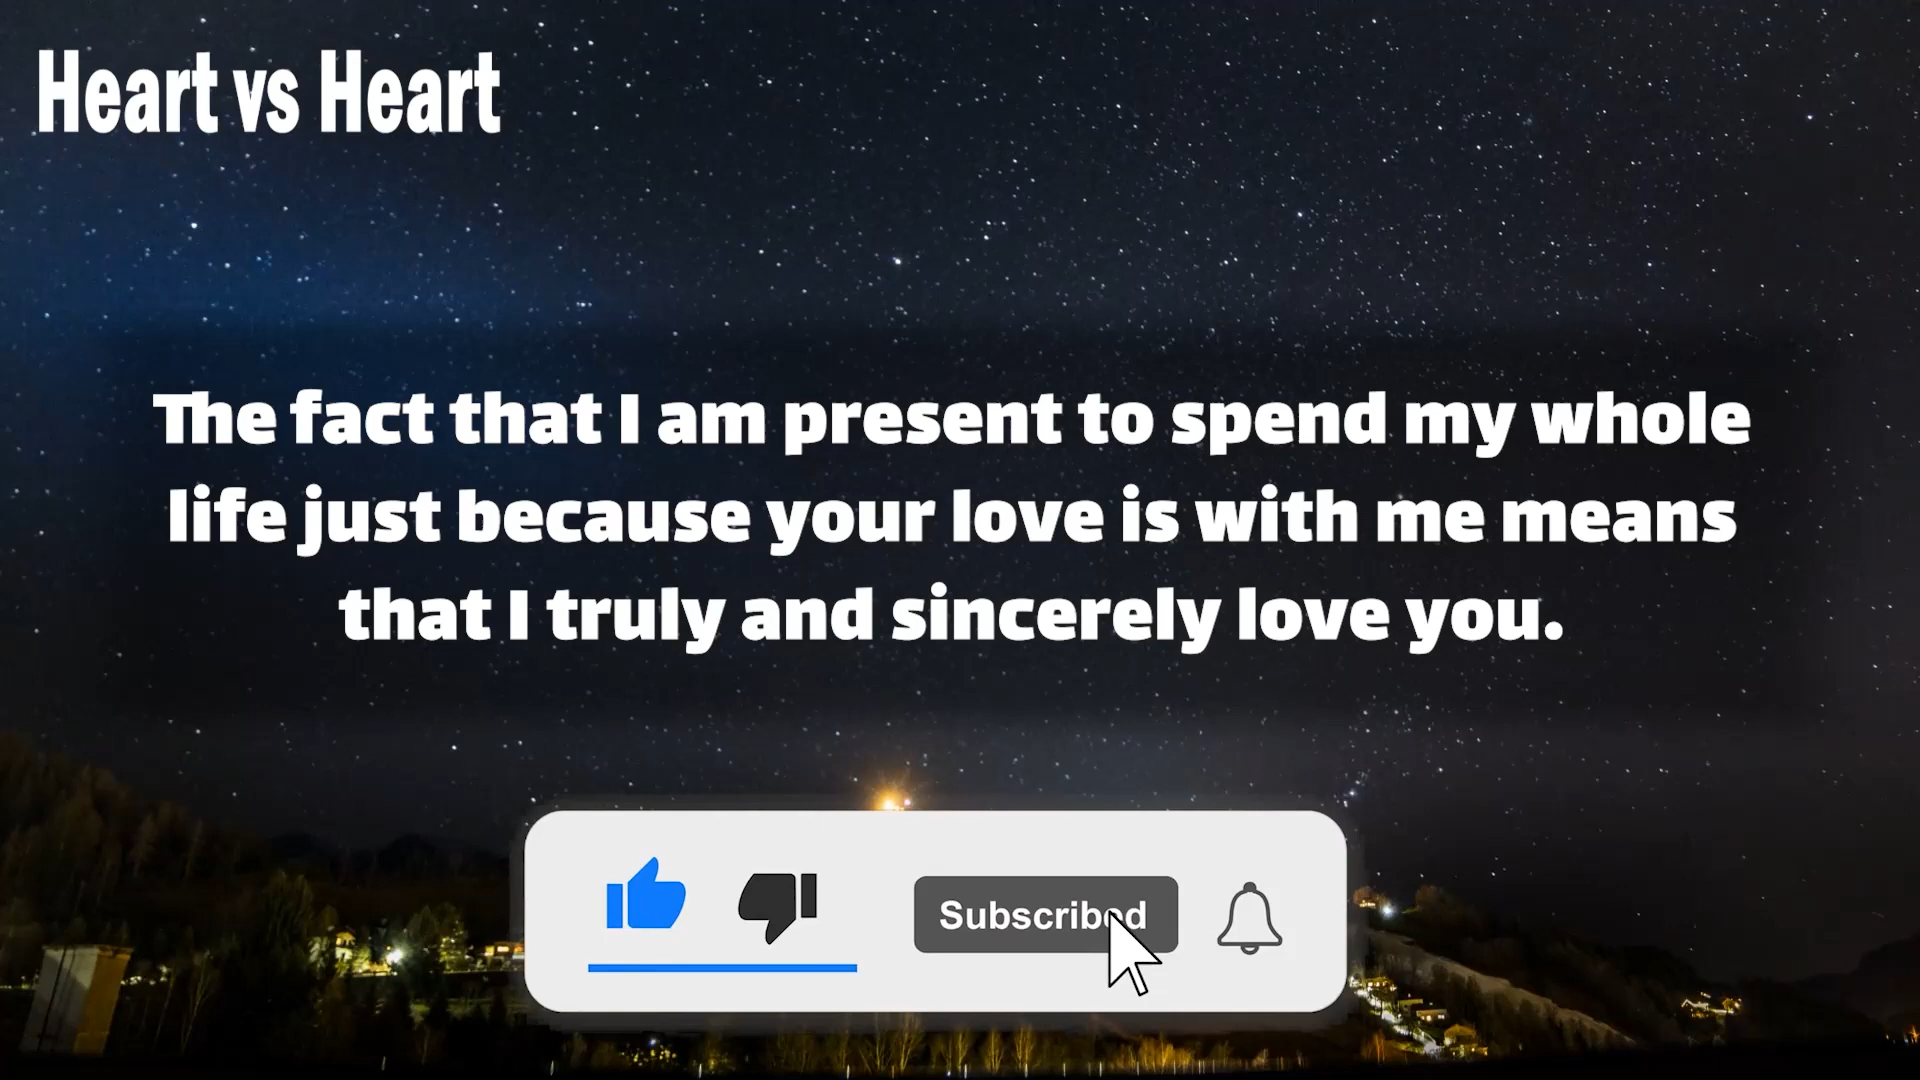 Heart vs Heart
The fact that I am present to spend my whole
life just because your love is with me means
that I truly and sincerely love you.
Subscribed